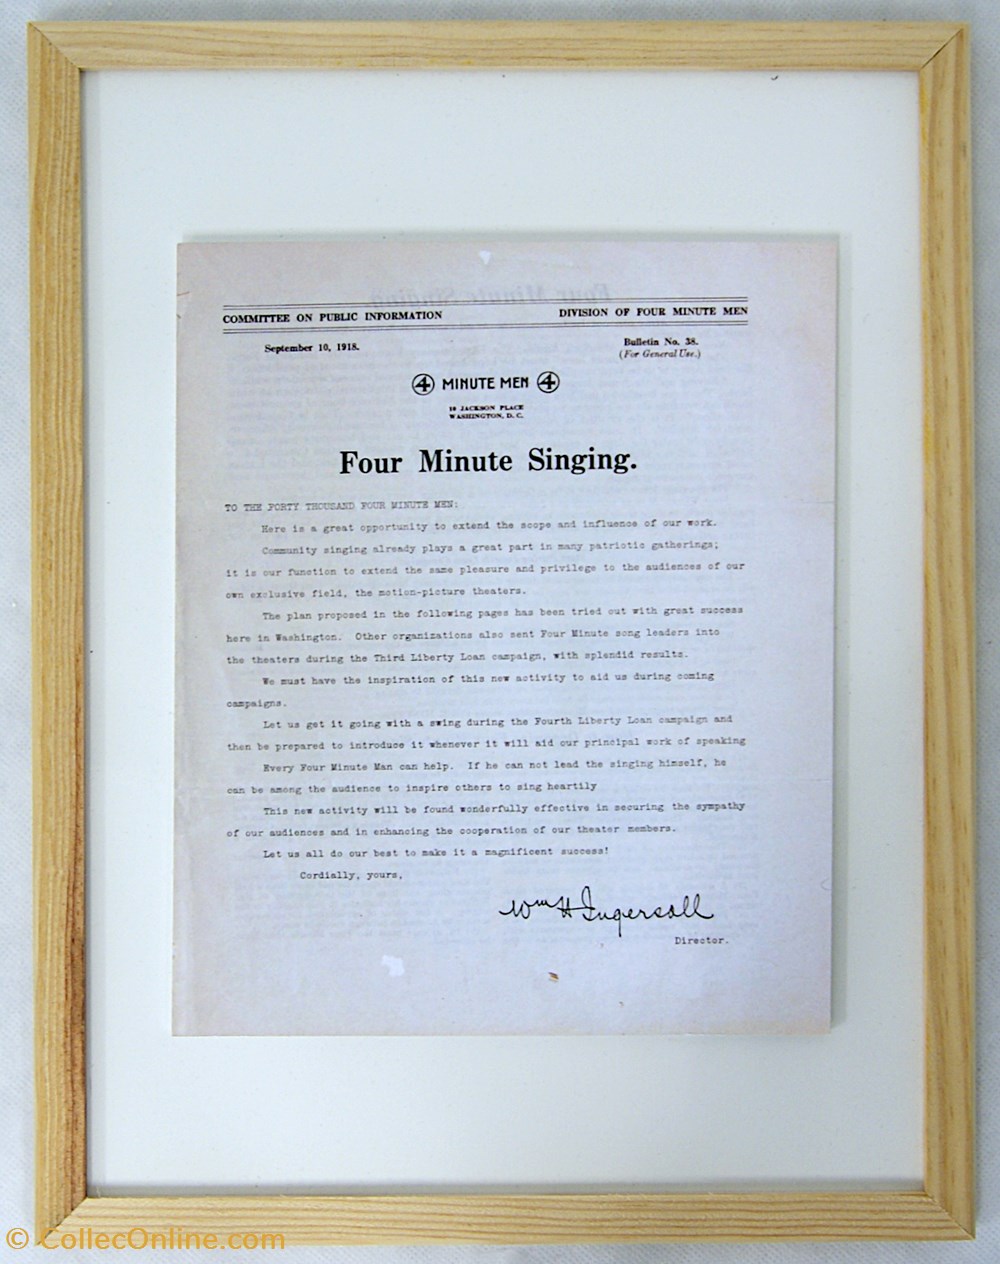 Four Minute Singing
COMMITTEE ON PUBLIC INFORMATION
DIVISION OF FOUR MINUTE MEN
September 10, 1918.
Bulletin No. 38.
(For General Use.)
4 MINUTE MEN 4
10 JACKSON PLACE
WASHINGTON, D. C.
Four Minute Singing.
TO THE FORTY THOUSAND FOUR MINUTE MEN:
Here is a great opportunity to extend the scope and influence of our work.
Community singing already plays a great part in many patriotic gatherings;
it is our function to extend the same pleasure and privilege to the audiences of our
own exclusive field, the motion-picture theaters.
The plan proposed in the following pages has been tried out with great success
here in Washington. Other organizations also sent Four Minute song leaders into
the theaters during the Third Liberty Loan campaign, with splendid results.
We must have the inspiration of this new activity to aid us during coming
campaigns.
Let us get it going with a swing during the Fourth Liberty Loan campaign and
then be prepared to introduce it whenever it will aid our principal work of speaking
Every Four Minute Man can help. If he can not lead the singing himself, he
can be among the audience to inspire others to sing heartily
This new activity will be found wonderfully effective in securing the sympathy
of our audiences and in enhancing the cooperation of our theater members.
Let us all do our best to make it a magnificent success!
Cordially, yours,
Wm H Ingersoll
Director.
© CollecOnline.com